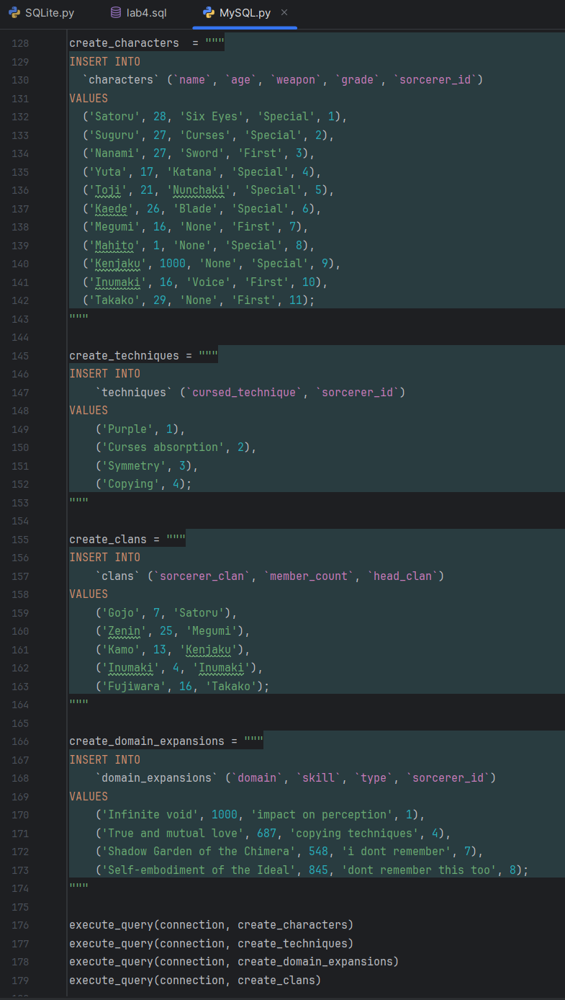 SQLite.py lab4.sql MySQL.py ×
128 create_characters  = """
129 INSERT INTO
130   `characters` (`name`, `age`, `weapon`, `grade`, `sorcerer_id`)
131 VALUES
132   ('Satoru', 28, 'Six Eyes', 'Special', 1),
133   ('Suguru', 27, 'Curses', 'Special', 2),
134   ('Nanami', 27, 'Sword', 'First', 3),
135   ('Yuta', 17, 'Katana', 'Special', 4),
136   ('Toji', 21, 'Nunchaki', 'Special', 5),
137   ('Kaede', 26, 'Blade', 'Special', 6),
138   ('Megumi', 16, 'None', 'First', 7),
139   ('Mahito', 1, 'None', 'Special', 8),
140   ('Kenjaku', 1000, 'None', 'Special', 9),
141   ('Inumaki', 16, 'Voice', 'First', 10),
142   ('Takako', 29, 'None', 'First', 11);
143 """
144
145 create_techniques = """
146 INSERT INTO
147     `techniques` (`cursed_technique`, `sorcerer_id`)
148 VALUES
149     ('Purple', 1),
150     ('Curses absorption', 2),
151     ('Symmetry', 3),
152     ('Copying', 4);
153 """
154
155 create_clans = """
156 INSERT INTO
157     `clans` (`sorcerer_clan`, `member_count`, `head_clan`)
158 VALUES
159     ('Gojo', 7, 'Satoru'),
160     ('Zenin', 25, 'Megumi'),
161     ('Kamo', 13, 'Kenjaku'),
162     ('Inumaki', 4, 'Inumaki'),
163     ('Fujiwara', 16, 'Takako');
164 """
165
166 create_domain_expansions = """
167 INSERT INTO
168     `domain_expansions` (`domain`, `skill`, `type`, `sorcerer_id`)
169 VALUES
170     ('Infinite void', 1000, 'impact on perception', 1),
171     ('True and mutual love', 687, 'copying techniques', 4),
172     ('Shadow Garden of the Chimera', 548, 'i dont remember', 7),
173     ('Self-embodiment of the Ideal', 845, 'dont remember this too', 8);
174 """
175
176 execute_query(connection, create_characters)
177 execute_query(connection, create_techniques)
178 execute_query(connection, create_domain_expansions)
179 execute_query(connection, create_clans)